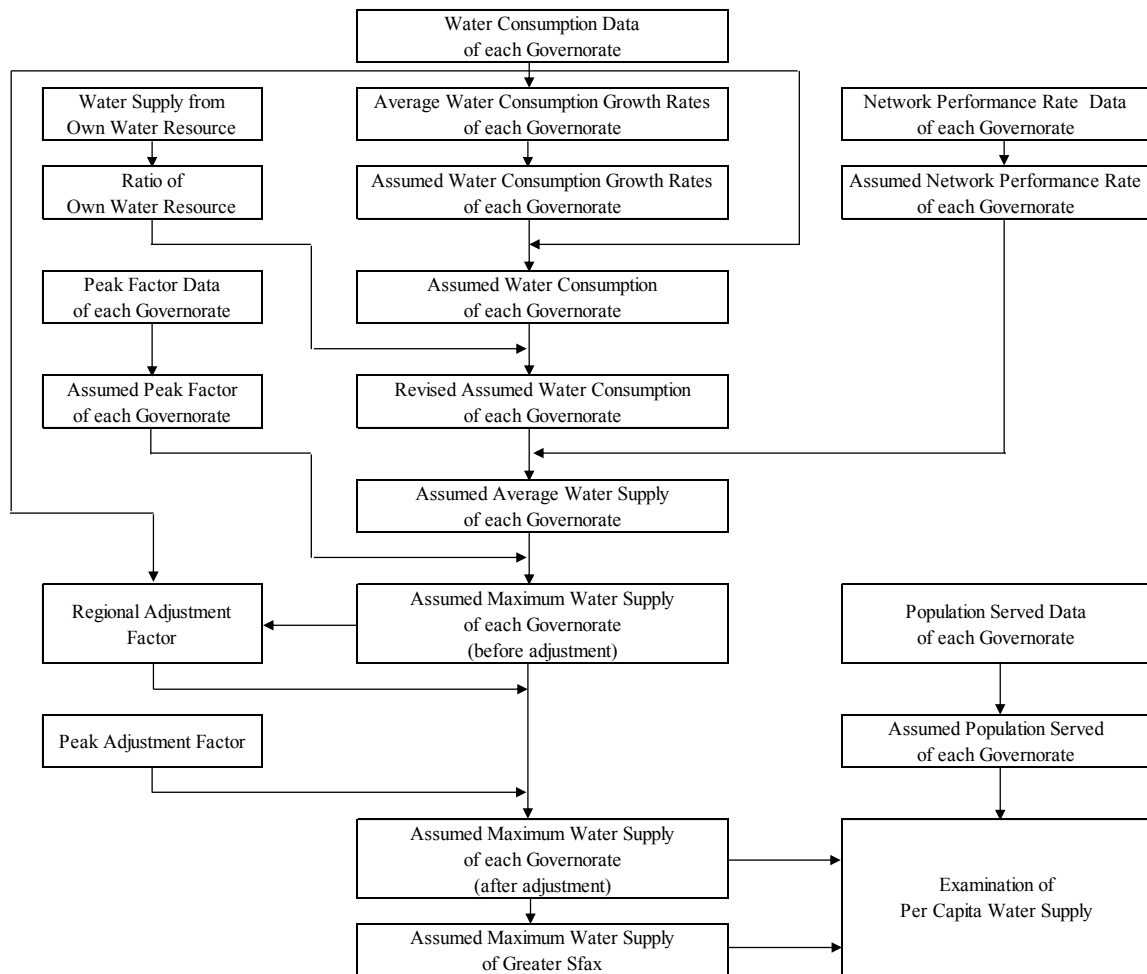 Water Consumption Data
of each Governorate
Water Supply from
Own Water Resource
Average Water Consumption Growth Rates
of each Governorate
Network Performance Rate Data
of each Governorate
Ratio of
Own Water Resource
Assumed Water Consumption Growth Rates
of each Governorate
Assumed Network Performance Rate
of each Governorate
Peak Factor Data
of each Governorate
Assumed Water Consumption
of each Governorate
Assumed Peak Factor
of each Governorate
Revised Assumed Water Consumption
of each Governorate
Assumed Average Water Supply
of each Governorate
Regional Adjustment
Factor
Assumed Maximum Water Supply
of each Governorate
(before adjustment)
Population Served Data
of each Governorate
Peak Adjustment Factor
Assumed Population Served
of each Governorate
Assumed Maximum Water Supply
of each Governorate
(after adjustment)
Examination of
Per Capita Water Supply
Assumed Maximum Water Supply
of Greater Sfax